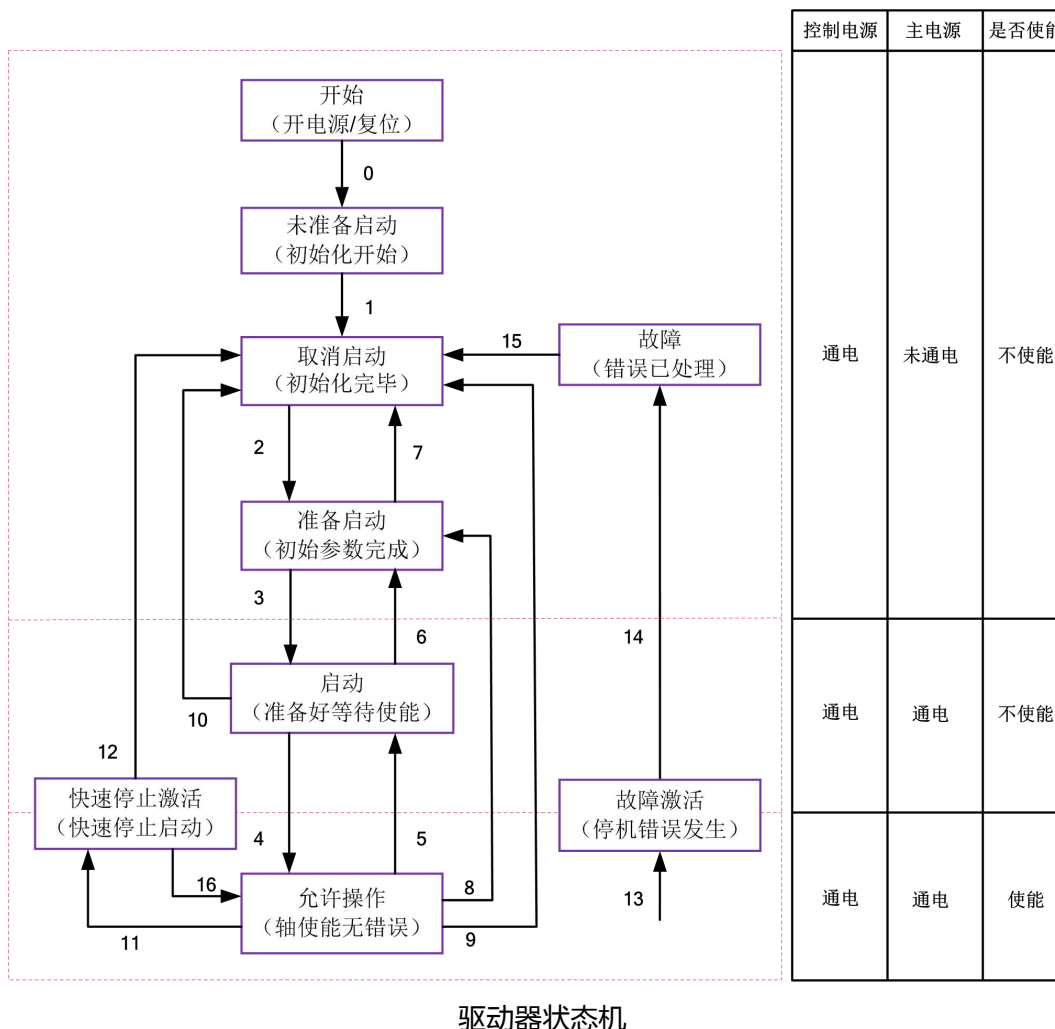 控制电源
主电源
是否使能
开始
（开电源/复位）
0
未准备启动
（初始化开始）
1
取消启动
（初始化完毕）
15
故障
（错误已处理）
通电
未通电
不使能
2
7
准备启动
（初始参数完成）
3
6
14
启动
（准备好等待使能）
10
通电
通电
不使能
12
快速停止激活
（快速停止启动）
故障激活
（停机错误发生）
4
5
16
允许操作
（轴使能无错误）
8
9
11
13
通电
通电
使能
驱动器状态机